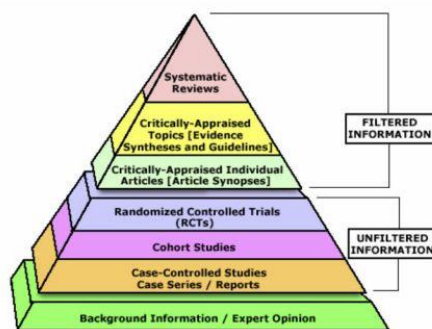 Systematic
Reviews
Critically-Appraised
Topics [Evidence
Syntheses and Guidelines]
Critically-Appraised Individual
Articles [Article Synopses]
FILTERED
INFORMATION
Randomized Controlled Trials
(RCTs)
Cohort Studies
Case-Controlled Studies
Case Series / Reports
UNFILTERED
INFORMATION
Background Information / Expert Opinion